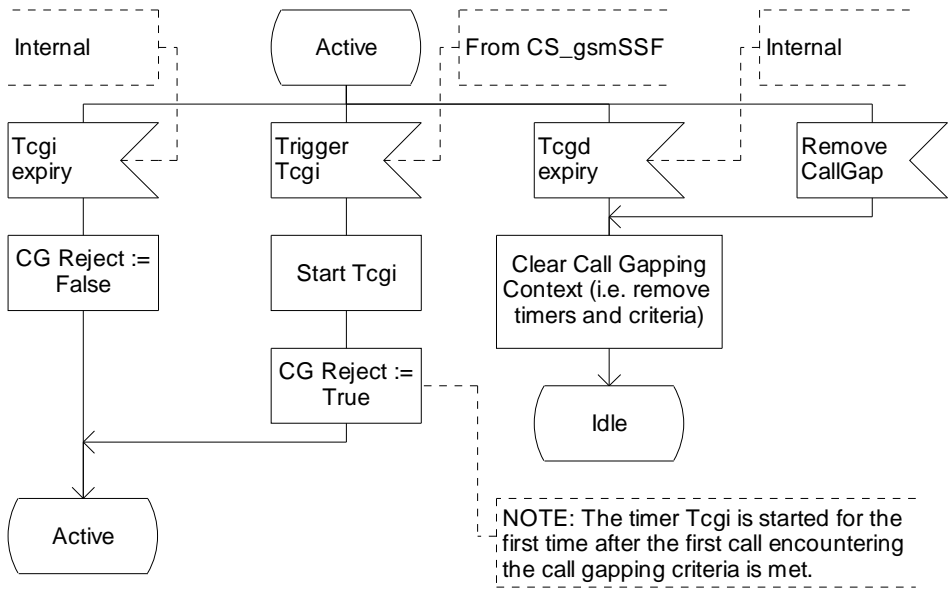 Internal
Active
From CS_gsmSSF
Internal
Tcgi
expiry
Trigger
Tcgi
Tcgd
expiry
Remove
CallGap
CG Reject :=
False
Start Tcgi
Clear Call Gapping
Context (i.e. remove
timers and criteria)
CG Reject :=
True
Idle
Active
NOTE: The timer Tcgi is started for the
first time after the first call encountering
the call gapping criteria is met.